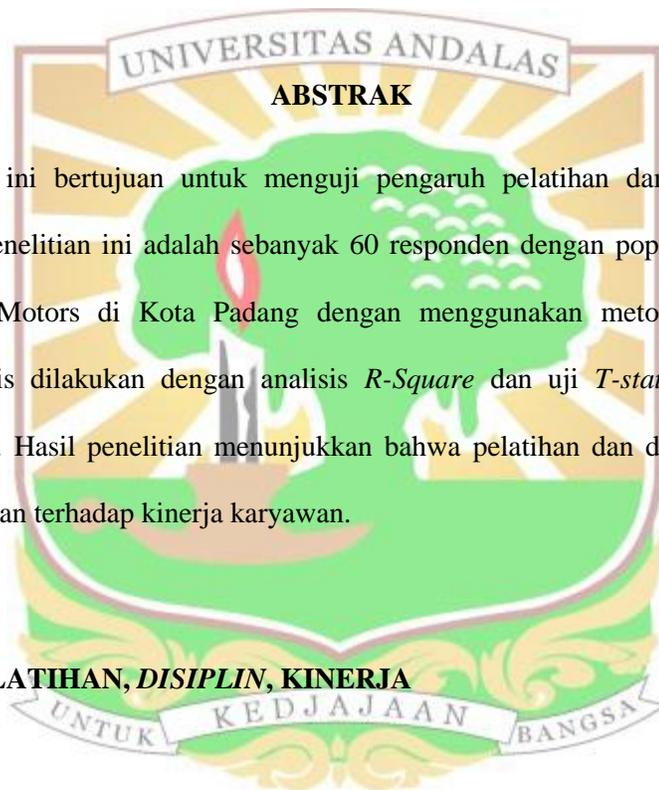 UNIVERSITAS ANDALAS
ABSTRAK
ini bertujuan untuk menguji pengaruh pelatihan dan
enelitian ini adalah sebanyak 60 responden dengan pop
Motors di Kota Padang dengan menggunakan meto
is dilakukan dengan analisis R-Square dan uji T-stat
. Hasil penelitian menunjukkan bahwa pelatihan dan d
an terhadap kinerja karyawan.
LATIHAN, DISIPLIN, KINERJA
UNTUK KEDJAJAAN BANGSA